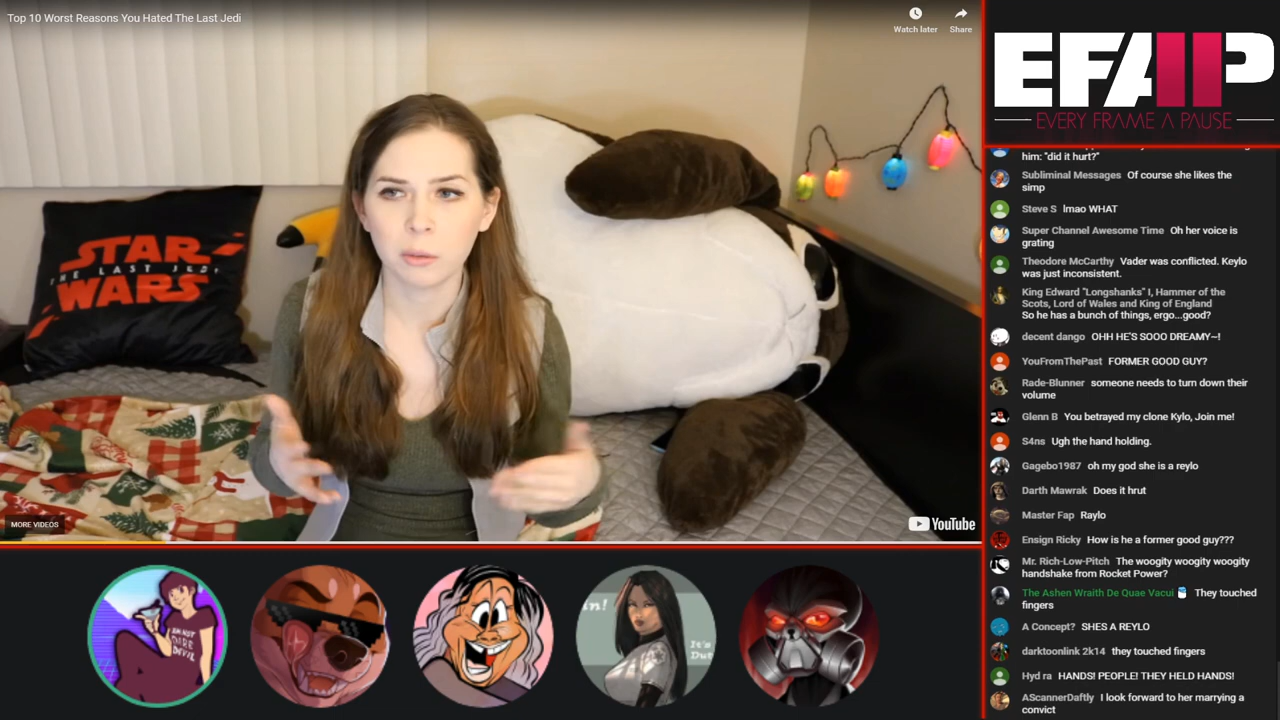 Top 10 Worst Reasons You Hated The Last Jedi
Watch later
Share
STAR
THE LAST JEDI
WARS
MORE VIDEOS
YouTube
EFAP
EVERY FRAME A PAUSE
him: "did it hurt?"
Subliminal Messages Of course she likes the
simp
Steve S lmao WHAT
Super Channel Awesome Time Oh her voice is
grating
Theodore McCarthy Vader was conflicted. Keylo
was just inconsistent.
King Edward "Longshanks" I, Hammer of the
Scots, Lord of Wales and King of England
So he has a bunch of things, ergo...good?
decent dango OHH HE'S SOOO DREAMY~!
YouFromThePast FORMER GOOD GUY?
Rade-Blunner someone needs to turn down their
volume
Glenn B You betrayed my clone Kylo, Join me!
S4ns Ugh the hand holding.
Gagebo1987 oh my god she is a reylo
Darth Mawrak Does it hrut
Master Fap Raylo
Ensign Ricky How is he a former good guy???
Mr. Rich-Low-Pitch The woogity woogity woogity
handshake from Rocket Power?
The Ashen Wraith De Quae Vacui They touched
fingers
A Concept? SHES A REYLO
darktoonlink 2k14 they touched fingers
Hyd ra HANDS! PEOPLE! THEY HELD HANDS!
AScannerDaftly I look forward to her marrying a
convict
I'M NOT
DARE
DEVIL
in!
It's